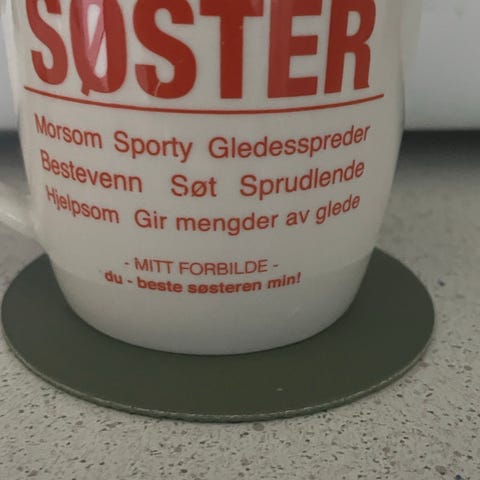 SØSTER
Morsom Sporty Gledesspreder
Bestevenn Søt Sprudlende
Hjelpsom Gir mengder av glede
- MITT FORBILDE -
du - beste søsteren min!